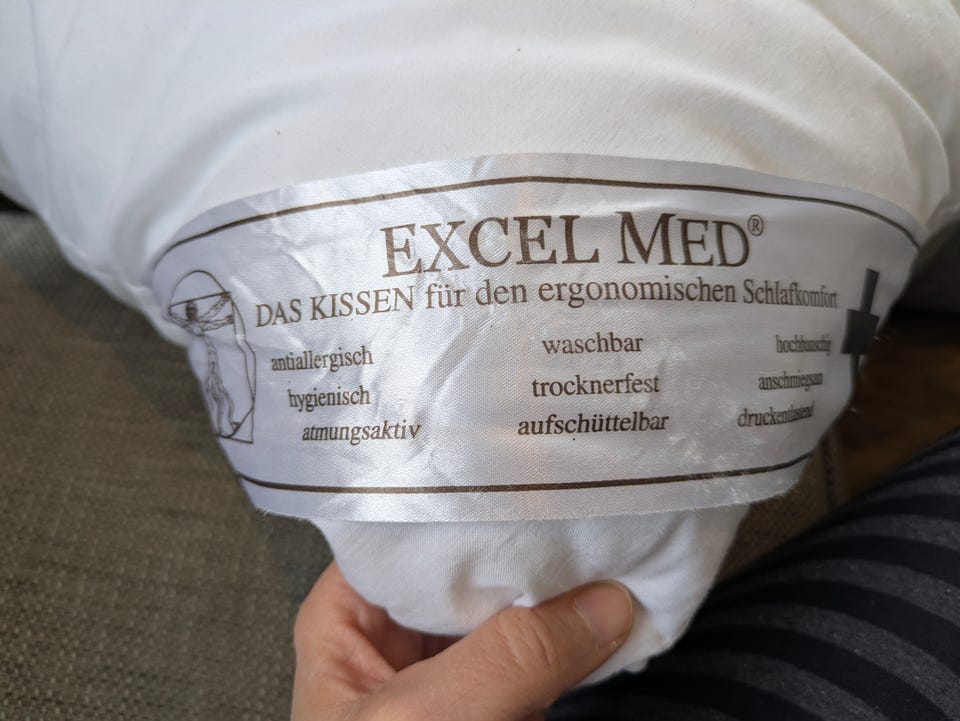 EXCEL MED®
DAS KISSEN für den ergonomischen Schlafkomfort
antiallergisch
hygienisch
atmungsaktiv
waschbar
trocknerfest
aufschüttelbar
hochbauschig
anschmiegsam
druckentlastend